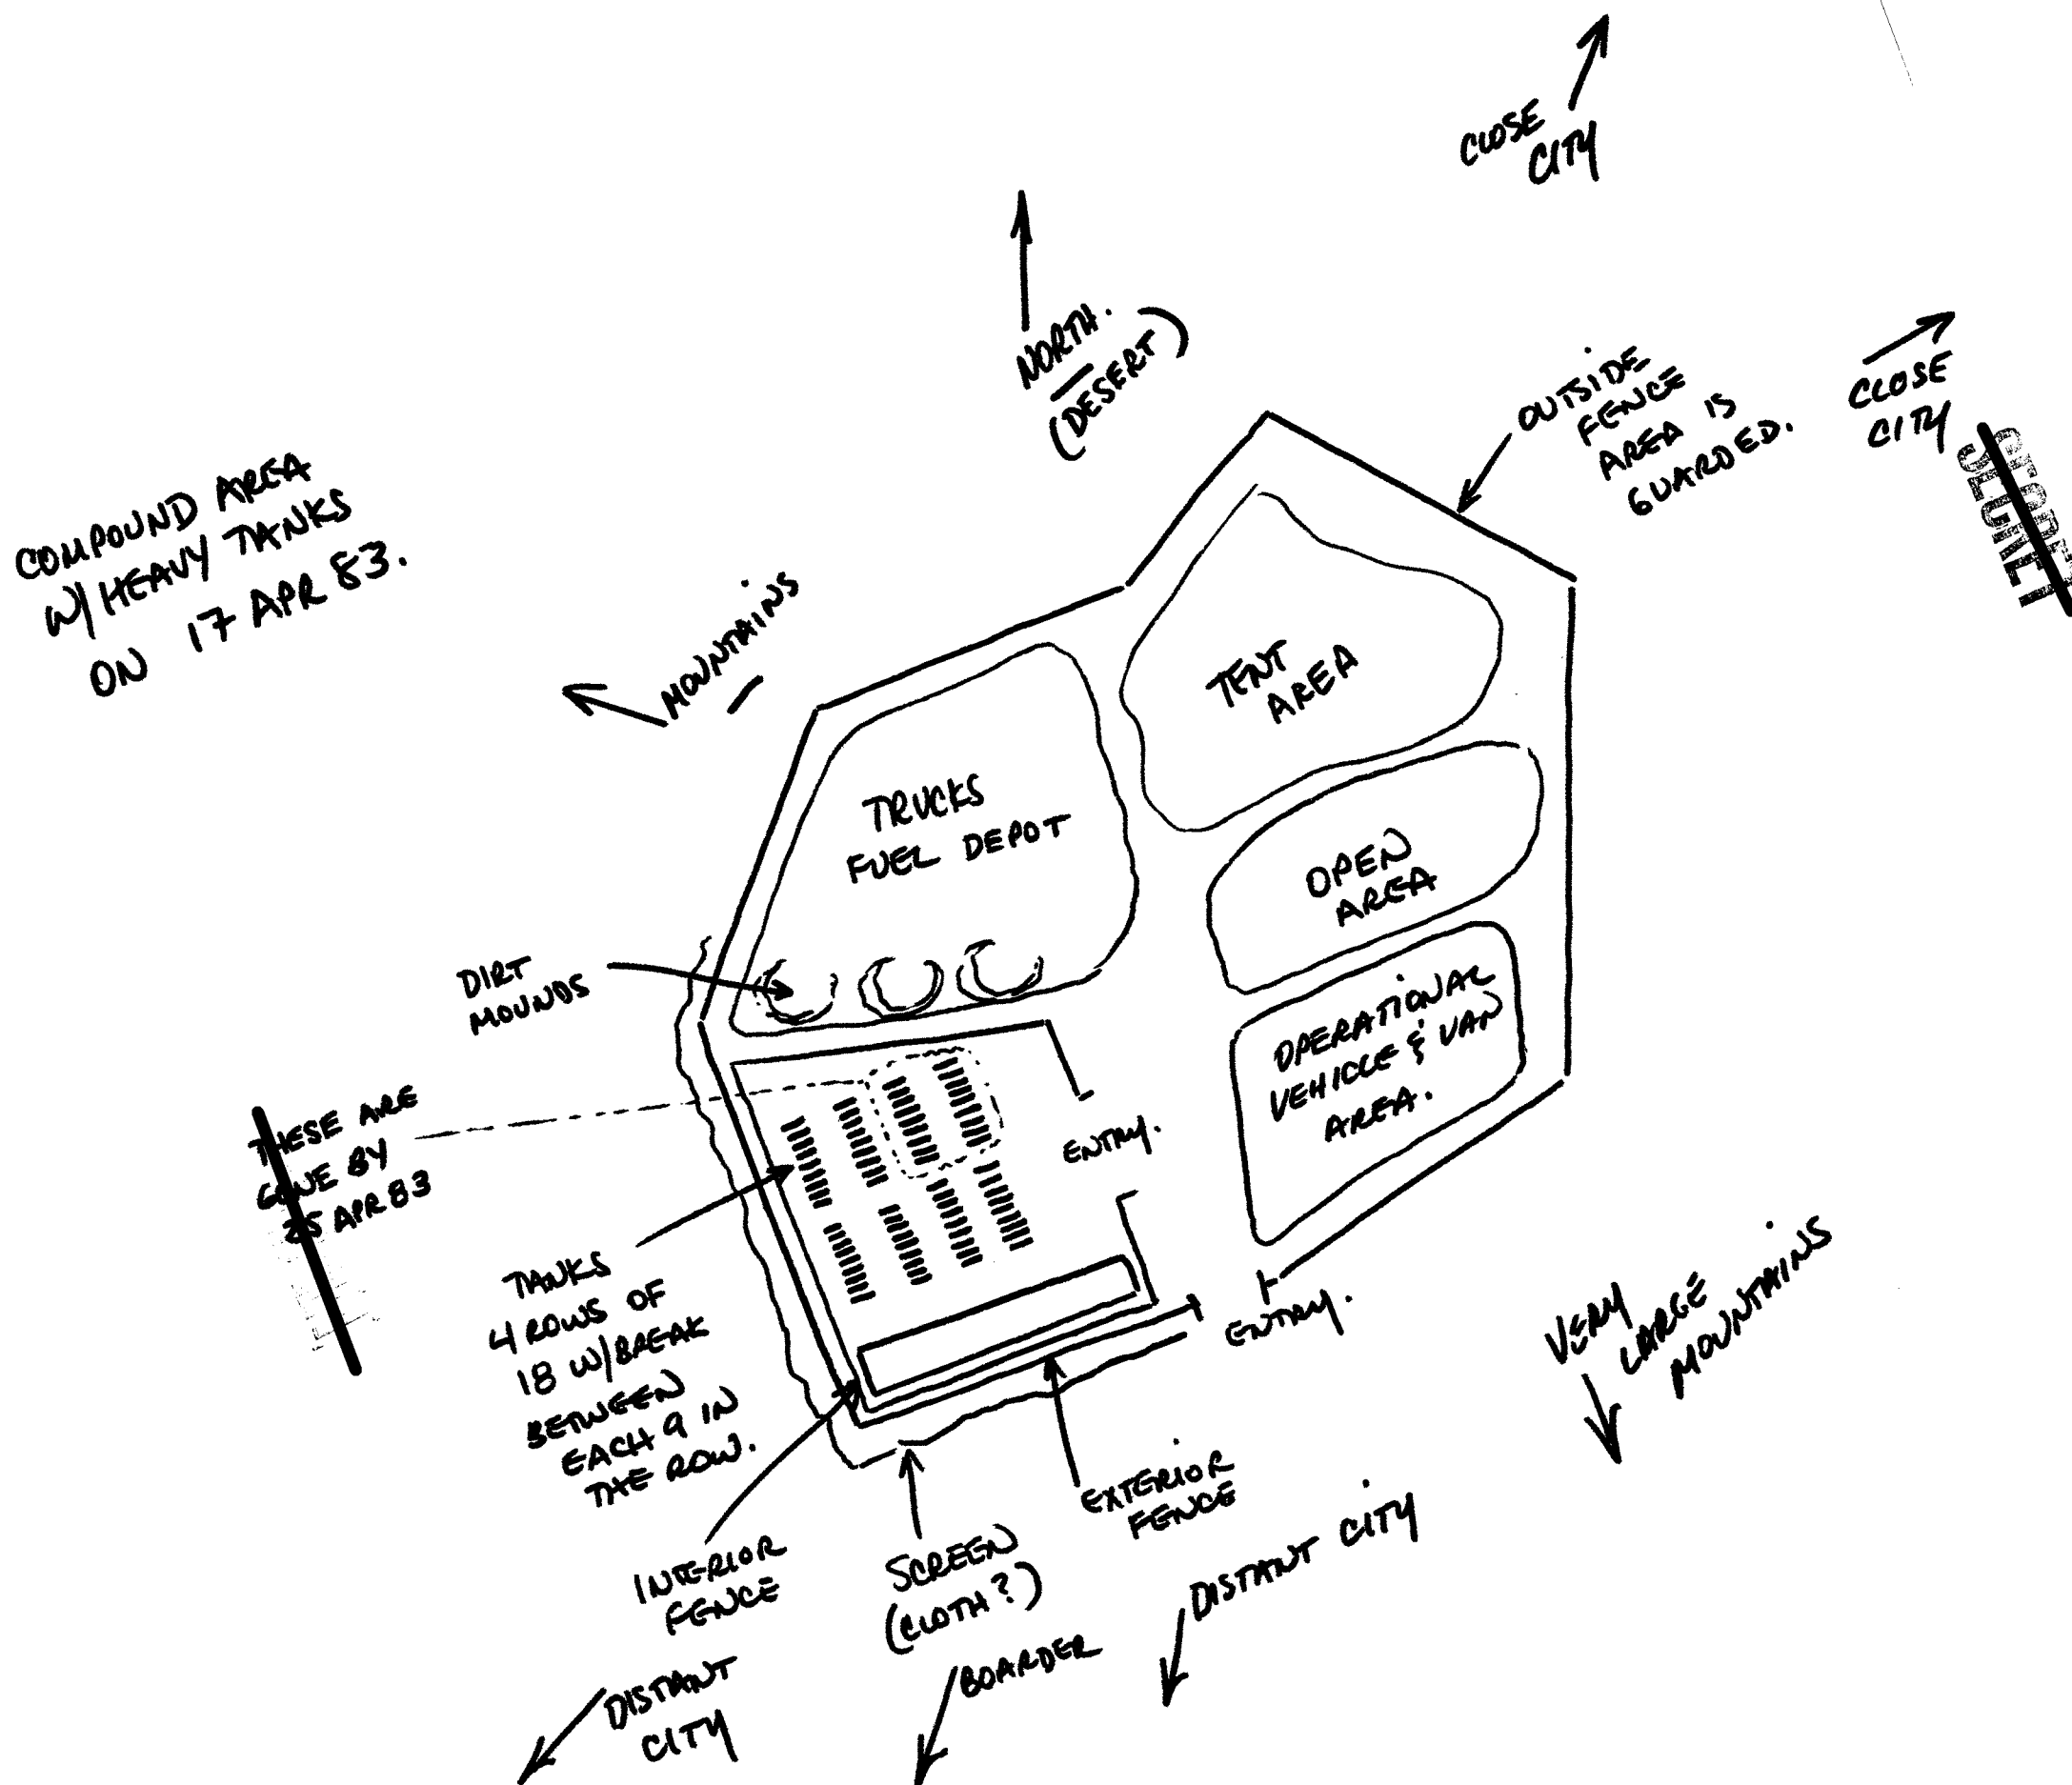 CLOSE
CITY
NORTH.
(DESERT)
OUTSIDE
FENCE
AREA IS
GUARDED.
CLOSE
CITY
SECRET
COMPOUND AREA
W/ HEAVY TANKS
ON 17 APR 83.
MOUNTAINS
TENT
AREA
TRUCKS
FUEL DEPOT
OPEN
AREA
DIRT
MOUNDS
OPERATIONAL
VEHICLE & VAN
AREA.
THESE ARE
GONE BY
25 APR 83
ENTRY.
TANKS
4 ROWS OF
18 W/ BREAK
BETWEEN
EACH 9 IN
THE ROW.
ENTRY.
VERY
LARGE
MOUNTAINS
INTERIOR
FENCE
SCREEN
(CLOTH?)
EXTERIOR
FENCE
DISTANT CITY
DISTANT
CITY
BOARDER